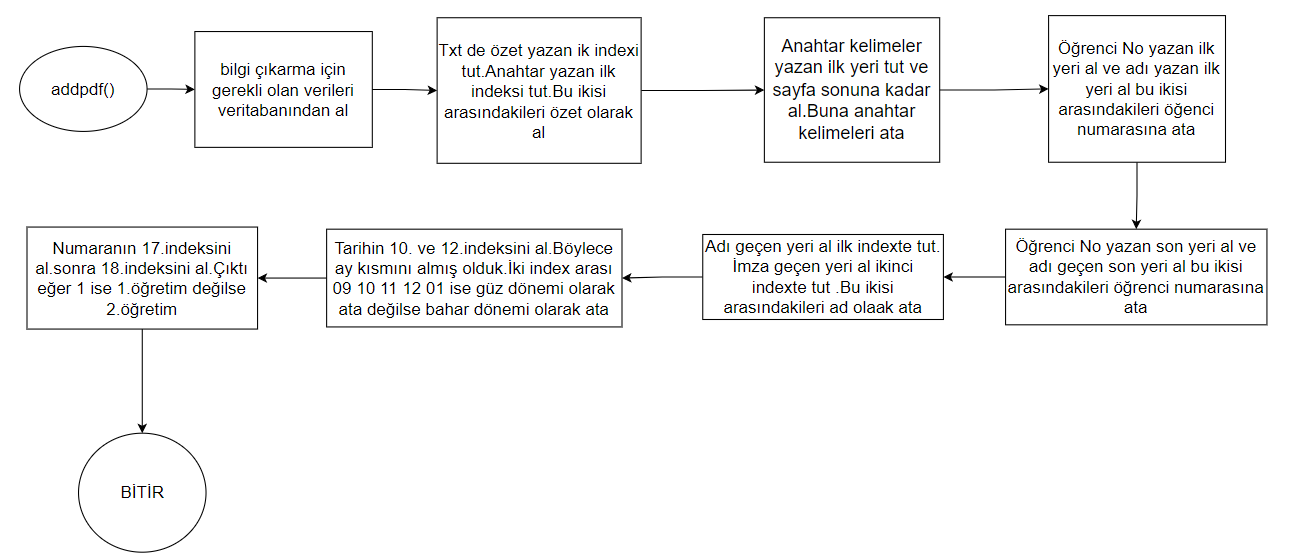 addpdf()
bilgi çıkarma için
gerekli olan verileri
veritabanından al
Txt de özet yazan ik indexi
tut.Anahtar yazan ilk
indeksi tut.Bu ikisi
arasındakileri özet olarak
al
Anahtar kelimeler
yazan ilk yeri tut ve
sayfa sonuna kadar
al.Buna anahtar
kelimeleri ata
Öğrenci No yazan ilk
yeri al ve adı yazan ilk
yeri al bu ikisi
arasındakileri öğenci
numarasına ata
Öğrenci No yazan son yeri al ve
adı geçen son yeri al bu ikisi
arasındakileri öğrenci numarasına
ata
Adı geçen yeri al ilk indexte tut.
İmza geçen yeri al ikinci
indexte tut .Bu ikisi
arasındakileri ad olaak ata
Tarihin 10. ve 12.indeksini al.Böylece
ay kısmını almış olduk.İki index arası
09 10 11 12 01 ise güz dönemi olarak
ata değilse bahar dönemi olarak ata
Numaranın 17.indeksini
al.sonra 18.indeksini al.Çıktı
eğer 1 ise 1.öğretim değilse
2.öğretim
BİTİR